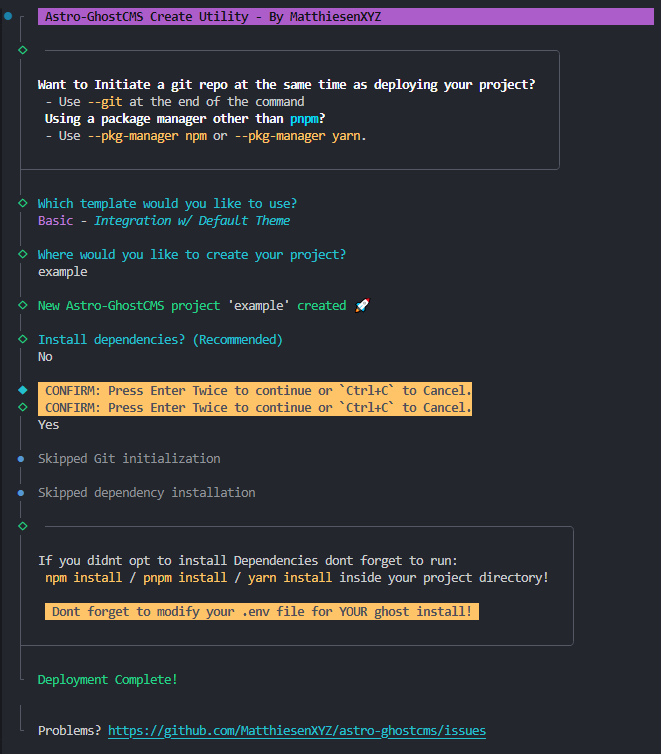 Astro-GhostCMS Create Utility - By MatthiesenXYZ
Want to Initiate a git repo at the same time as deploying your project?
- Use --git at the end of the command
Using a package manager other than pnpm?
- Use --pkg-manager npm or --pkg-manager yarn.
Which template would you like to use?
Basic - Integration w/ Default Theme
Where would you like to create your project?
example
New Astro-GhostCMS project 'example' created 🚀
Install dependencies? (Recommended)
No
CONFIRM: Press Enter Twice to continue or `Ctrl+C` to Cancel.
CONFIRM: Press Enter Twice to continue or `Ctrl+C` to Cancel.
Yes
Skipped Git initialization
Skipped dependency installation
If you didnt opt to install Dependencies dont forget to run:
npm install / pnpm install / yarn install inside your project directory!
Dont forget to modify your .env file for YOUR ghost install!
Deployment Complete!
Problems? https://github.com/MatthiesenXYZ/astro-ghostcms/issues